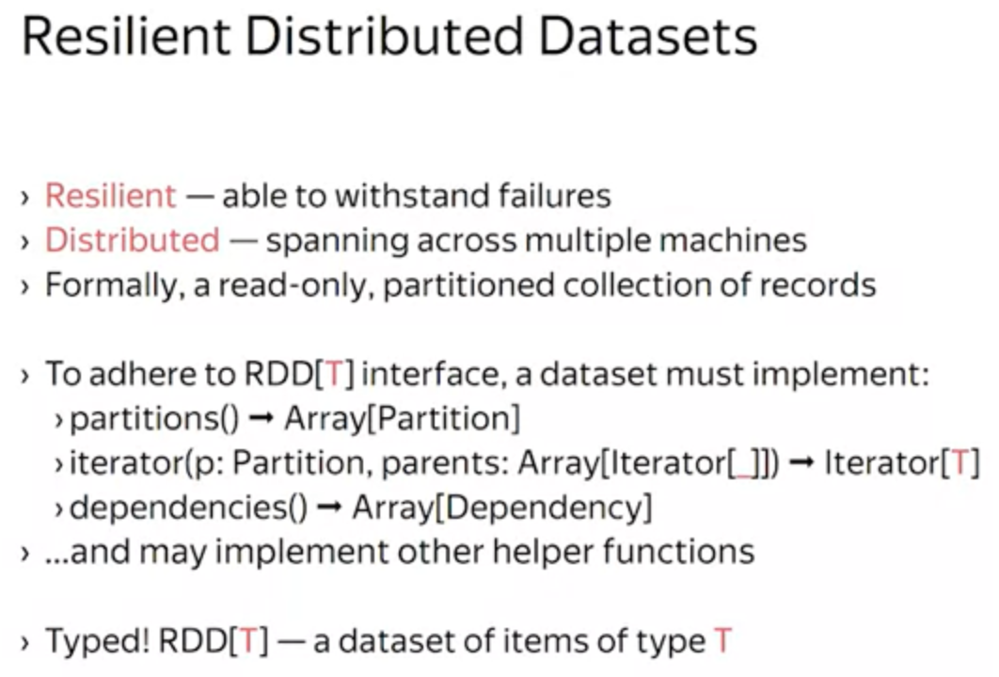 Resilient Distributed Datasets
› Resilient — able to withstand failures
› Distributed — spanning across multiple machines
› Formally, a read-only, partitioned collection of records
› To adhere to RDD[T] interface, a dataset must implement:
› partitions() → Array[Partition]
› iterator(p: Partition, parents: Array[Iterator[_]]) → Iterator[T]
› dependencies() → Array[Dependency]
› ...and may implement other helper functions
› Typed! RDD[T] — a dataset of items of type T